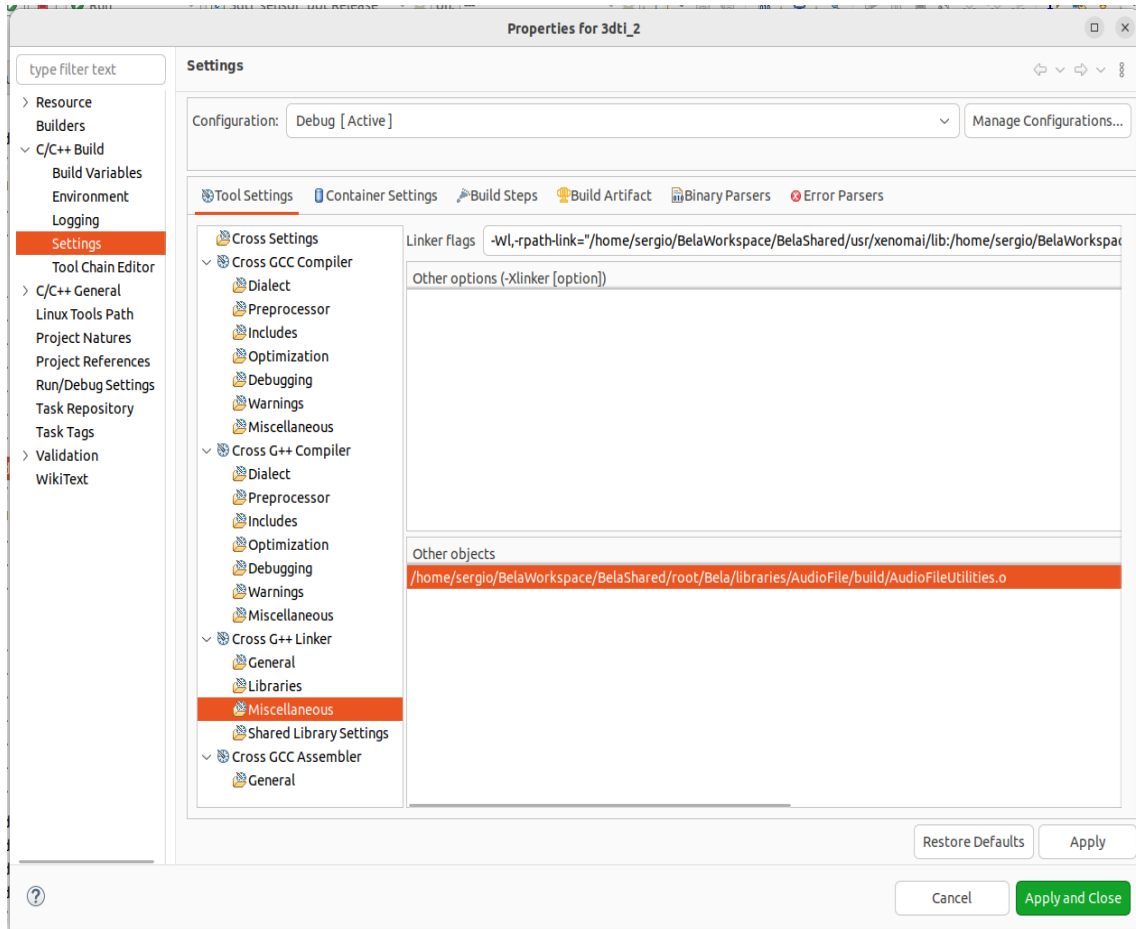 Properties for 3dti_2
type filter text
Resource
Builders
C/C++ Build
Build Variables
Environment
Logging
Settings
Tool Chain Editor
C/C++ General
Linux Tools Path
Project Natures
Project References
Run/Debug Settings
Task Repository
Task Tags
Validation
WikiText
Settings
Configuration: Debug [ Active ]
Manage Configurations...
Tool Settings Container Settings Build Steps Build Artifact Binary Parsers Error Parsers
Cross Settings
Cross GCC Compiler
Dialect
Preprocessor
Includes
Optimization
Debugging
Warnings
Miscellaneous
Cross G++ Compiler
Dialect
Preprocessor
Includes
Optimization
Debugging
Warnings
Miscellaneous
Cross G++ Linker
General
Libraries
Miscellaneous
Shared Library Settings
Cross GCC Assembler
General
Linker flags -Wl,-rpath-link="/home/sergio/BelaWorkspace/BelaShared/usr/xenomai/lib:/home/sergio/BelaWorkspac
Other options (-Xlinker [option])
Other objects
/home/sergio/BelaWorkspace/BelaShared/root/Bela/libraries/AudioFile/build/AudioFileUtilities.o
Restore Defaults Apply
Cancel Apply and Close